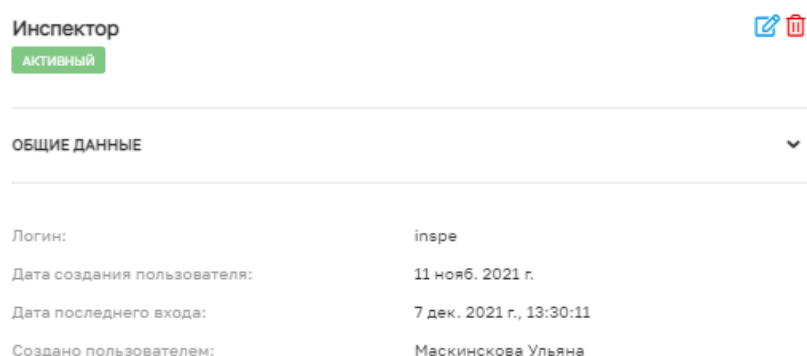 Инспектор
АКТИВНЫЙ
ОБЩИЕ ДАННЫЕ
Логин: inspe
Дата создания пользователя: 11 нояб. 2021 г.
Дата последнего входа: 7 дек. 2021 г., 13:30:11
Создано пользователем: Маскинскова Ульяна